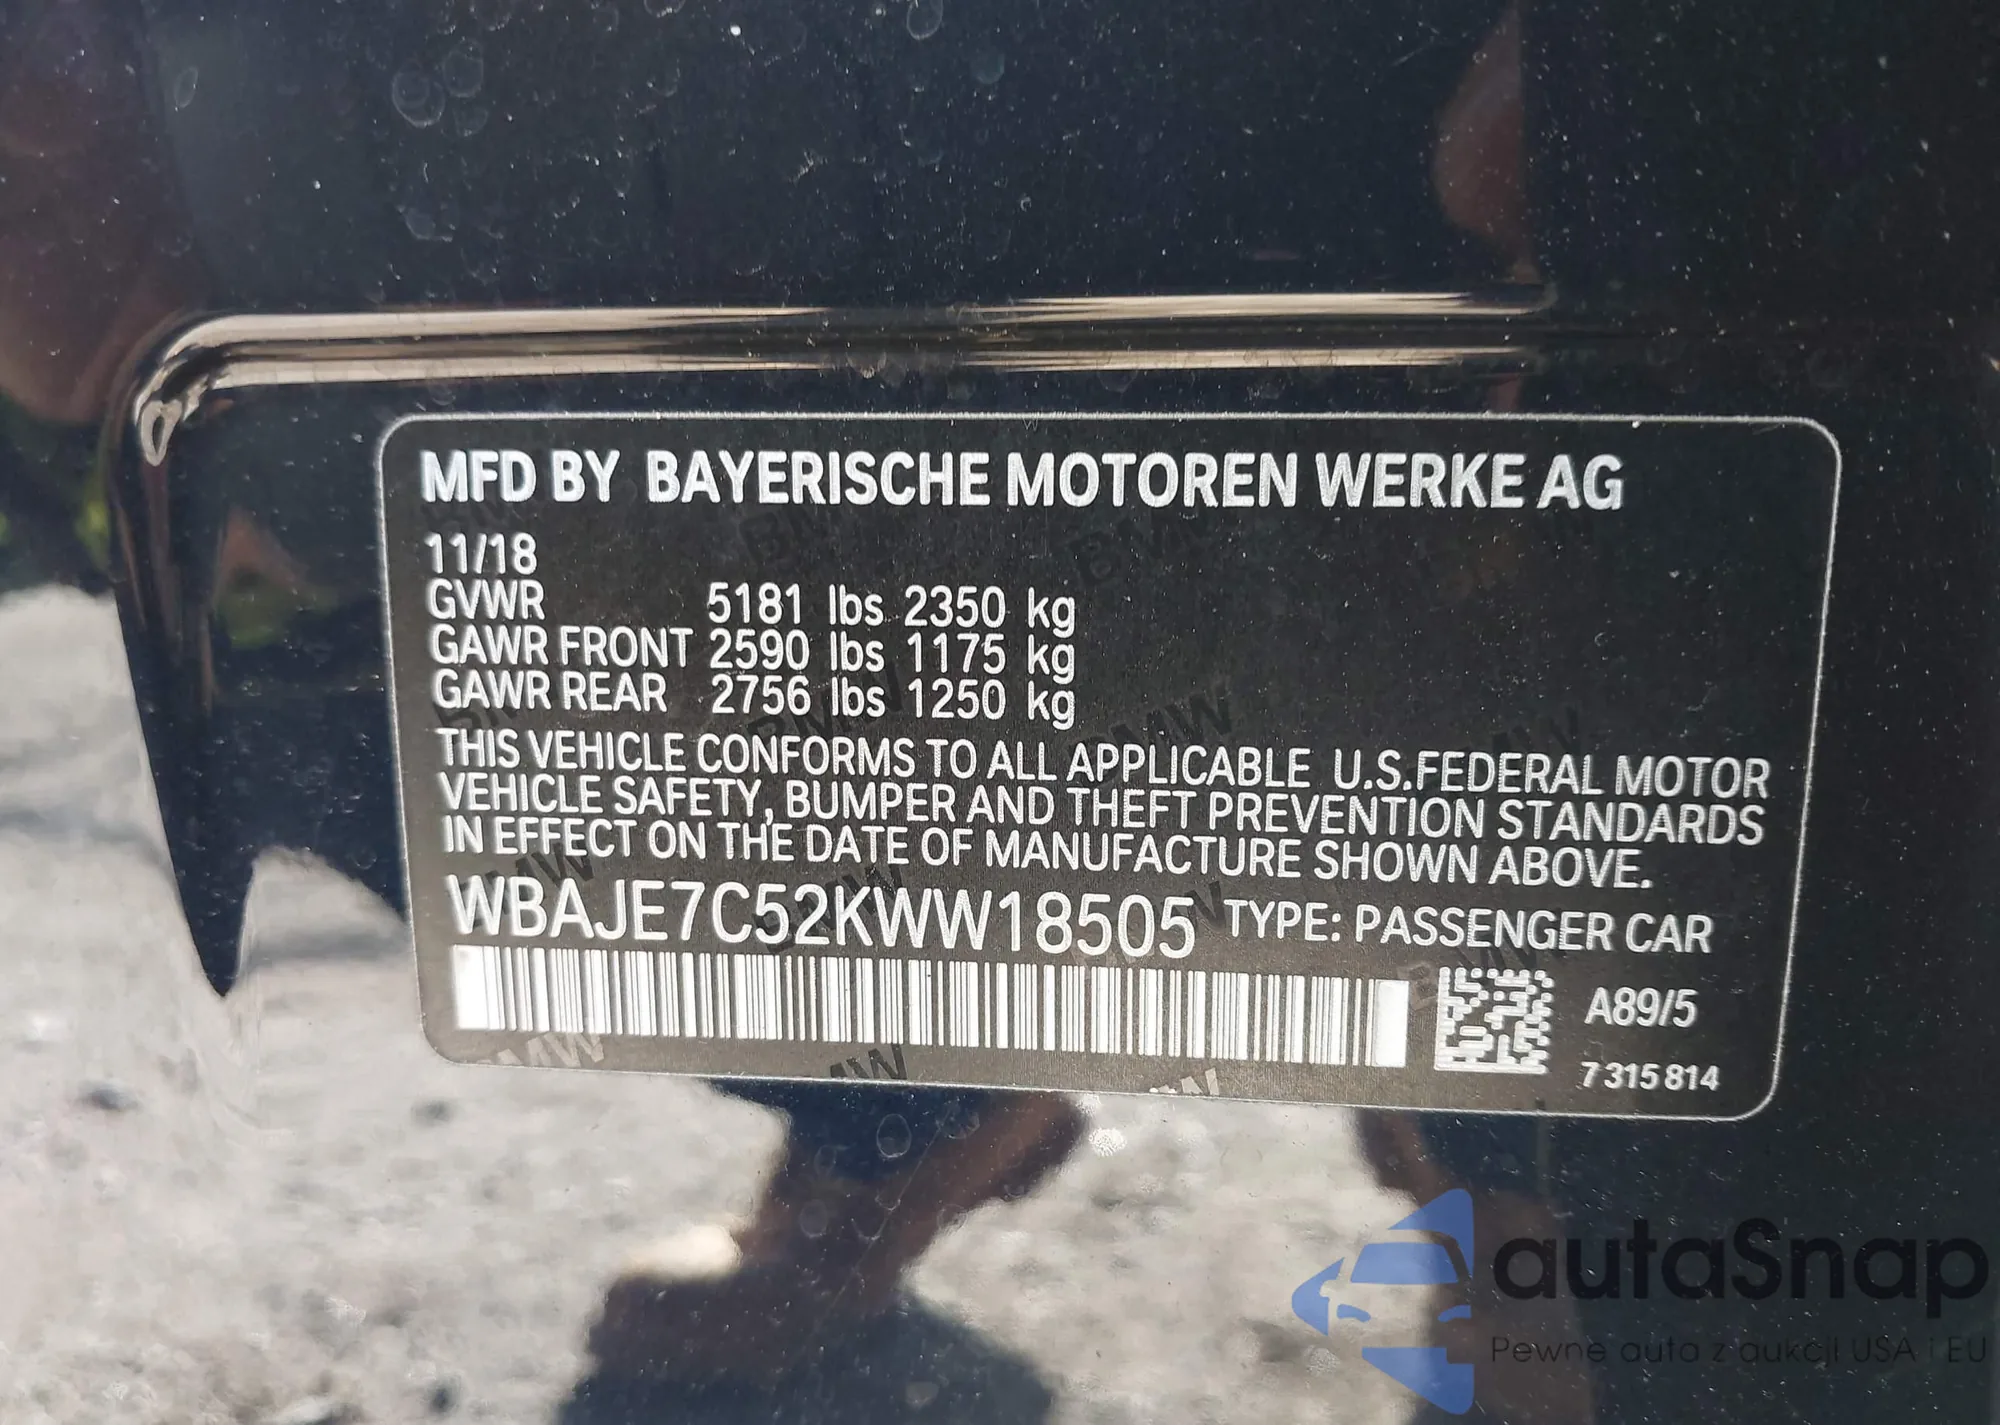 MFD BY BAYERISCHE MOTOREN WERKE AG
11/18
GVWR 5181 lbs 2350 kg
GAWR FRONT 2590 lbs 1175 kg
GAWR REAR 2756 lbs 1250 kg
THIS VEHICLE CONFORMS TO ALL APPLICABLE U.S.FEDERAL MOTOR
VEHICLE SAFETY, BUMPER AND THEFT PREVENTION STANDARDS
IN EFFECT ON THE DATE OF MANUFACTURE SHOWN ABOVE.
WBAJE7C52KWW18505 TYPE: PASSENGER CAR
A89/5
7 315 814
autaSnap
Pewne auta z aukcji USA i EU